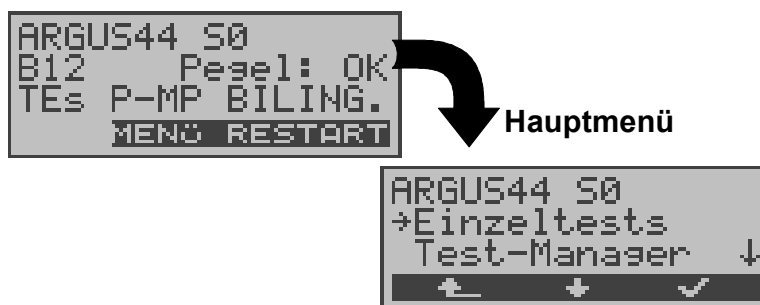 ARGUS44 S0
B12 Pegel: OK
TEs P-MP BILING.
MENÜ RESTART
Hauptmenü
ARGUS44 S0
→Einzeltests
Test-Manager ↓